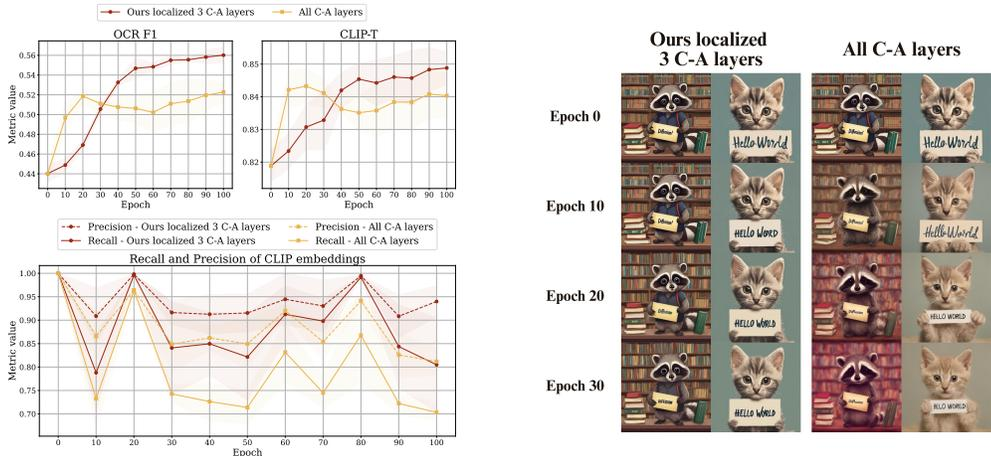 Ours localized 3 C-A layers
All C-A layers
OCR F1
CLIP-T
Metric value
0.56
0.54
0.52
0.50
0.48
0.46
0.44
0.85
0.84
0.83
0.82
0 10 20 30 40 50 60 70 80 90 100
0 10 20 30 40 50 60 70 80 90 100
Epoch
Epoch
Precision - Ours localized 3 C-A layers
Recall - Ours localized 3 C-A layers
Precision - All C-A layers
Recall - All C-A layers
Recall and Precision of CLIP embeddings
Metric value
1.00
0.95
0.90
0.85
0.80
0.75
0.70
0 10 20 30 40 50 60 70 80 90 100
Epoch
Ours localized
3 C-A layers
All C-A layers
Epoch 0
Hello World
Hello World
Epoch 10
HELLO WORD
Hello World
Epoch 20
HELLO WORLD
HELLO WORLD
Epoch 30
HELLO WORLD
HELLO WORLD